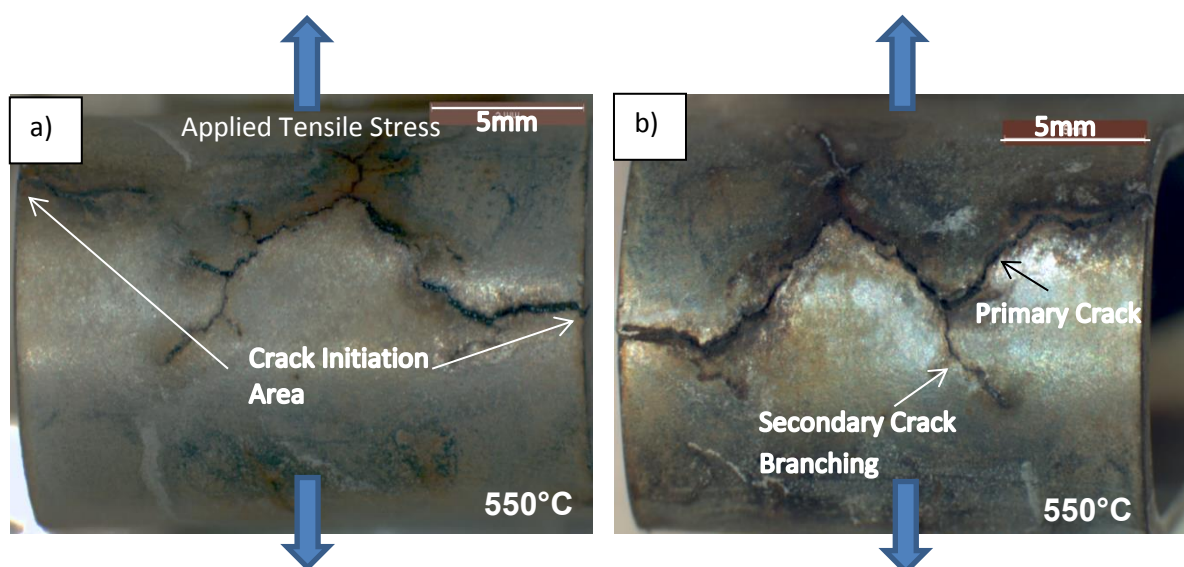 a)
Applied Tensile Stress
5mm
Crack Initiation
Area
550°C
b)
5mm
Primary Crack
Secondary Crack
Branching
550°C